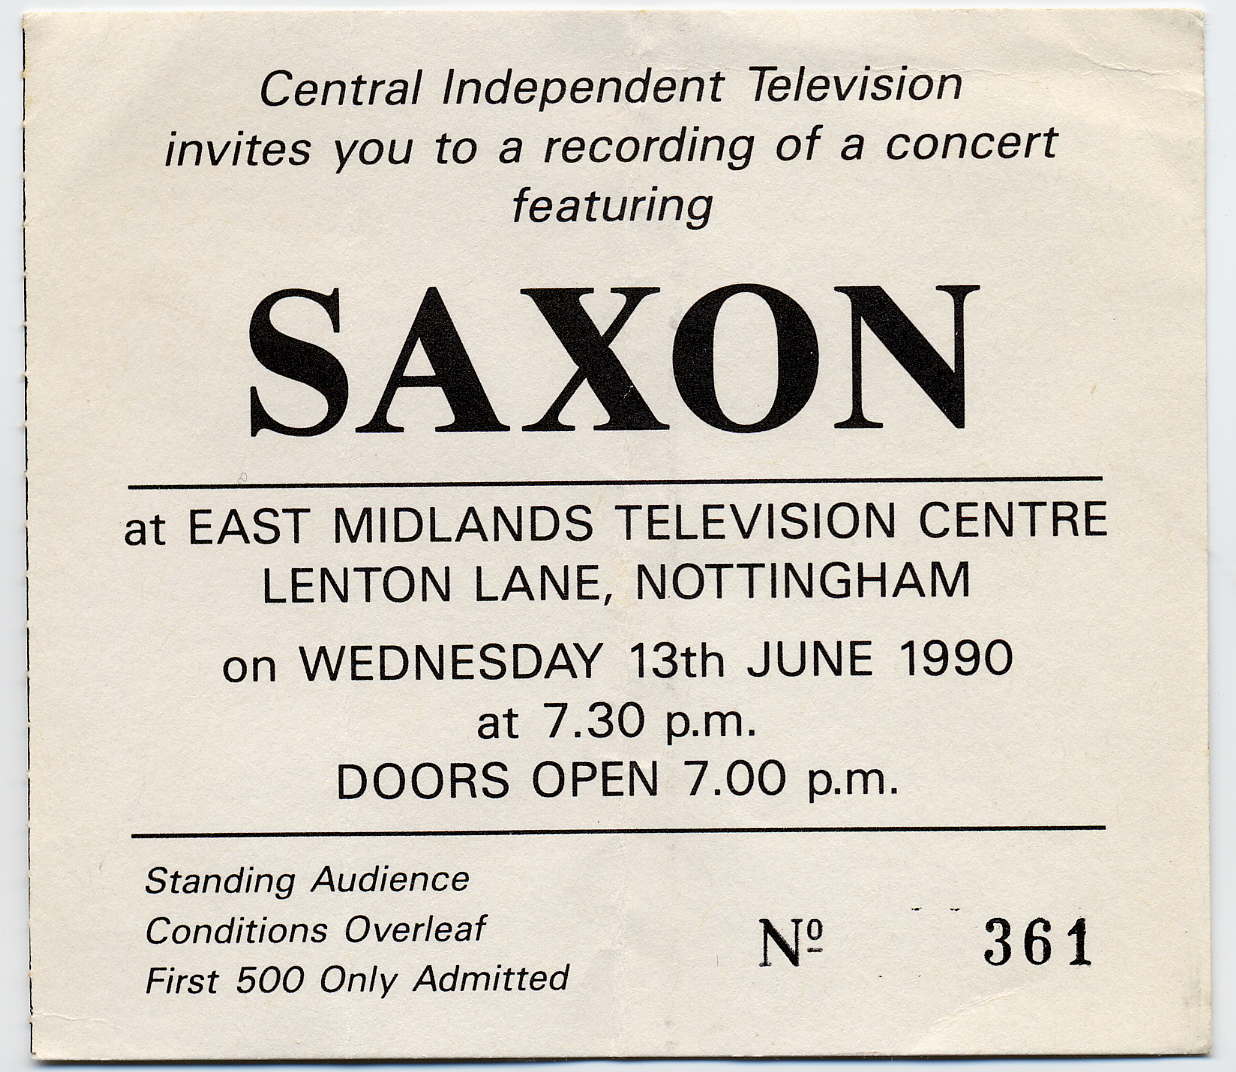 Central Independent Television
invites you to a recording of a concert
featuring
SAXON
at EAST MIDLANDS TELEVISION CENTRE
LENTON LANE, NOTTINGHAM
on WEDNESDAY 13th JUNE 1990
at 7.30 p.m.
DOORS OPEN 7.00 p.m.
Standing Audience
Conditions Overleaf
First 500 Only Admitted
Nº 361